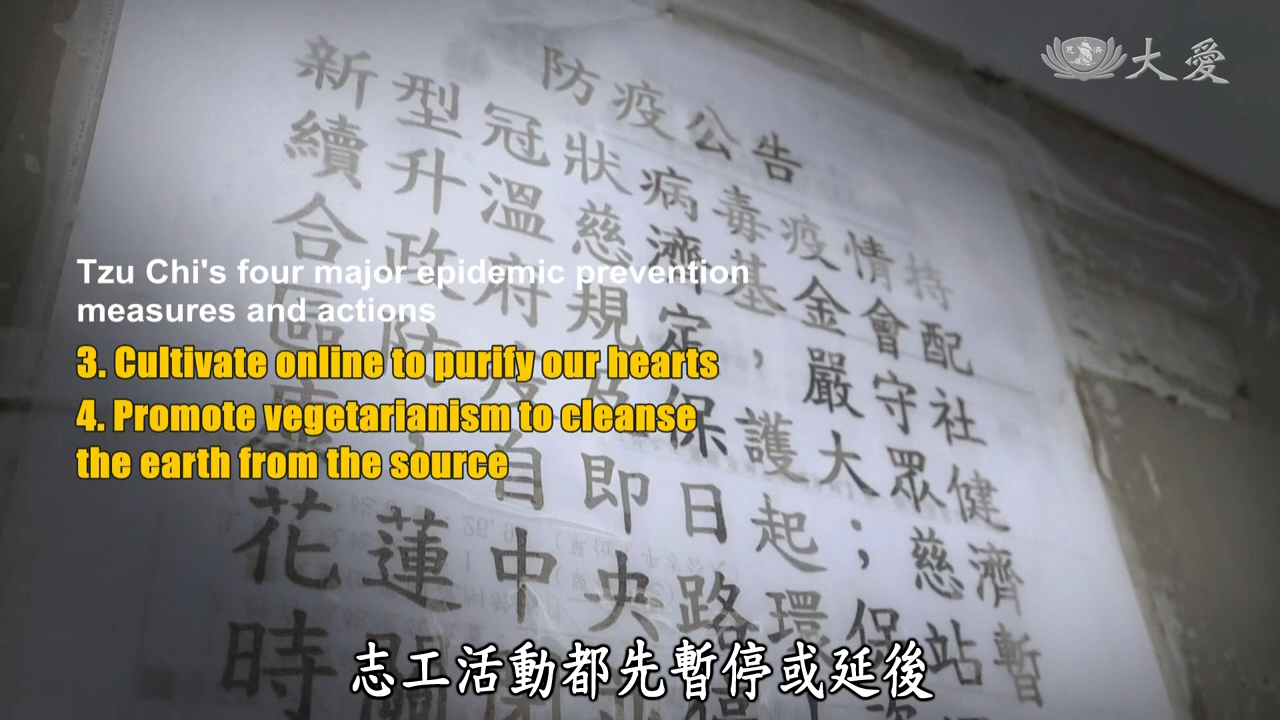 大愛
防疫公告
新型冠狀病毒疫情持
續升溫慈濟基金會配
合政府規定，嚴守社
區防疫及保護大眾健
康，自即日起；慈濟
花蓮中央路環保站暫
時關閉並停
Tzu Chi's four major epidemic prevention
measures and actions
3. Cultivate online to purify our hearts
4. Promote vegetarianism to cleanse
the earth from the source
志工活動都先暫停或延後